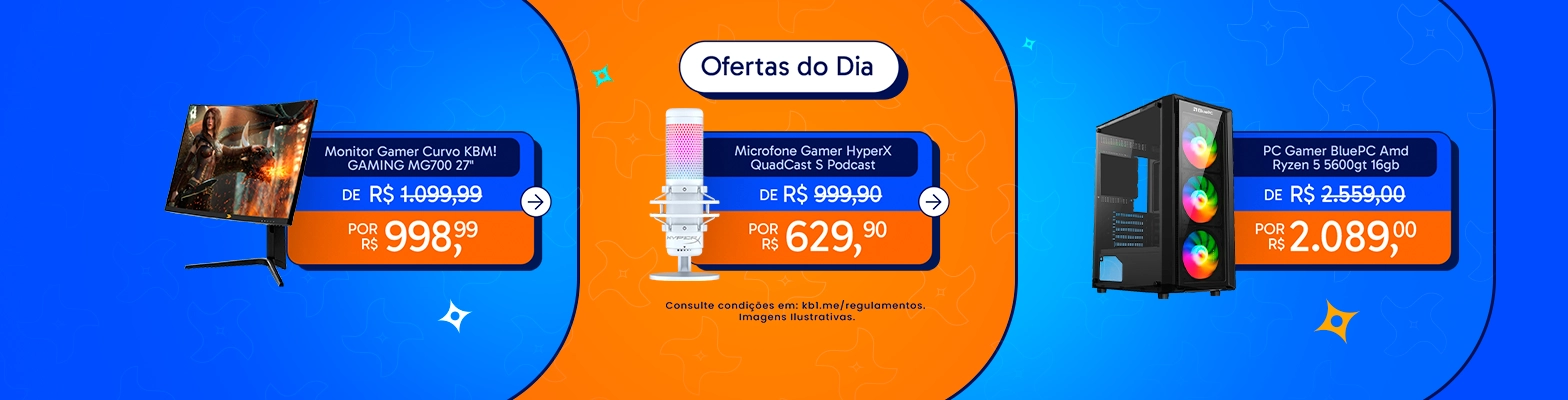 Ofertas do Dia
Monitor Gamer Curvo KBM!
GAMING MG700 27"
DE R$ 1.099,99
POR
R$ 998,99
Microfone Gamer HyperX
QuadCast S Podcast
DE R$ 999,90
POR
R$ 629,90
Consulte condições em: kb1.me/regulamentos.
Imagens Ilustrativas.
PC Gamer BluePC Amd
Ryzen 5 5600gt 16gb
DE R$ 2.559,00
POR
R$ 2.089,00